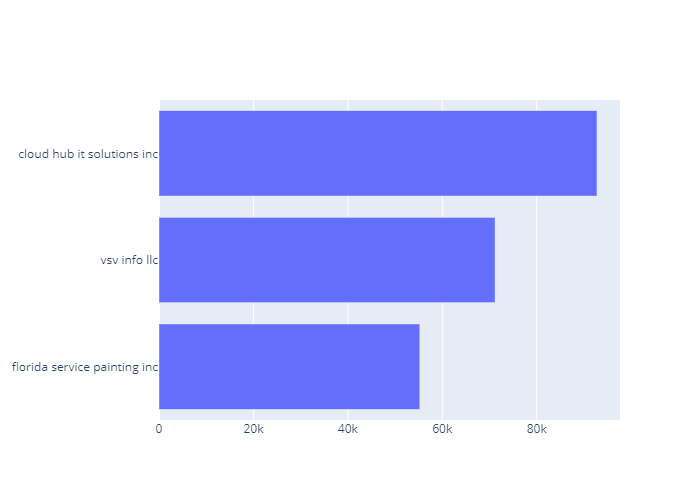 cloud hub it solutions inc
vsv info llc
florida service painting inc
0 20k 40k 60k 80k